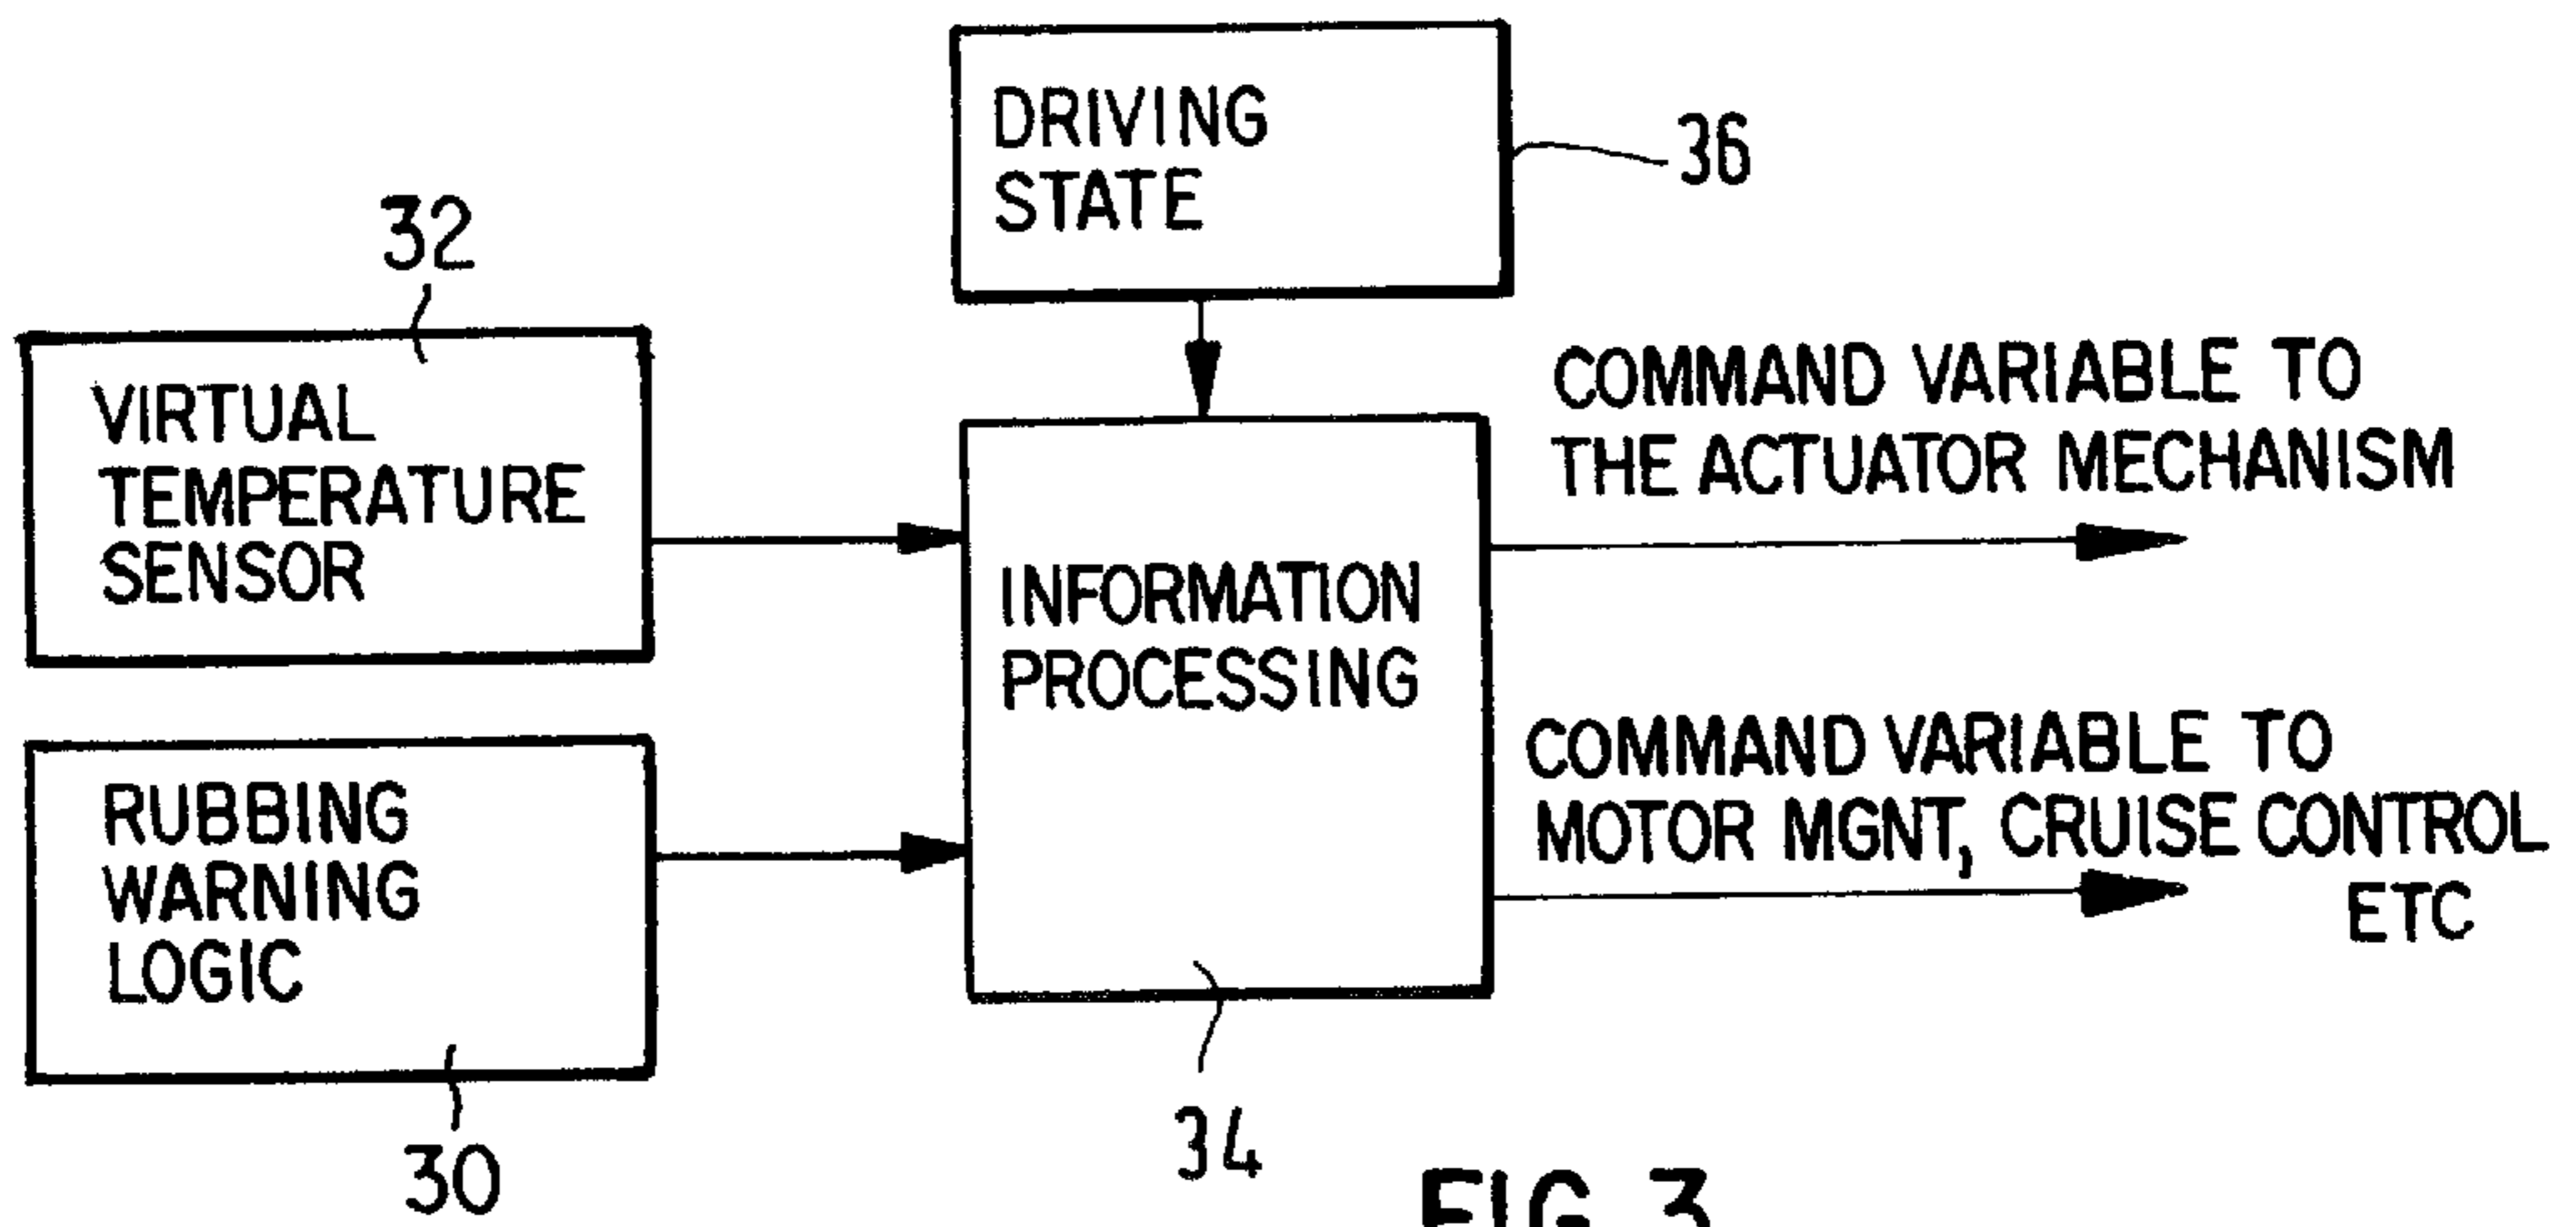 DRIVING
STATE
36
32
VIRTUAL
TEMPERATURE
SENSOR
COMMAND VARIABLE TO
THE ACTUATOR MECHANISM
INFORMATION
PROCESSING
COMMAND VARIABLE TO
MOTOR MGNT, CRUISE CONTROL
ETC
RUBBING
WARNING
LOGIC
30
34
FIG. 3